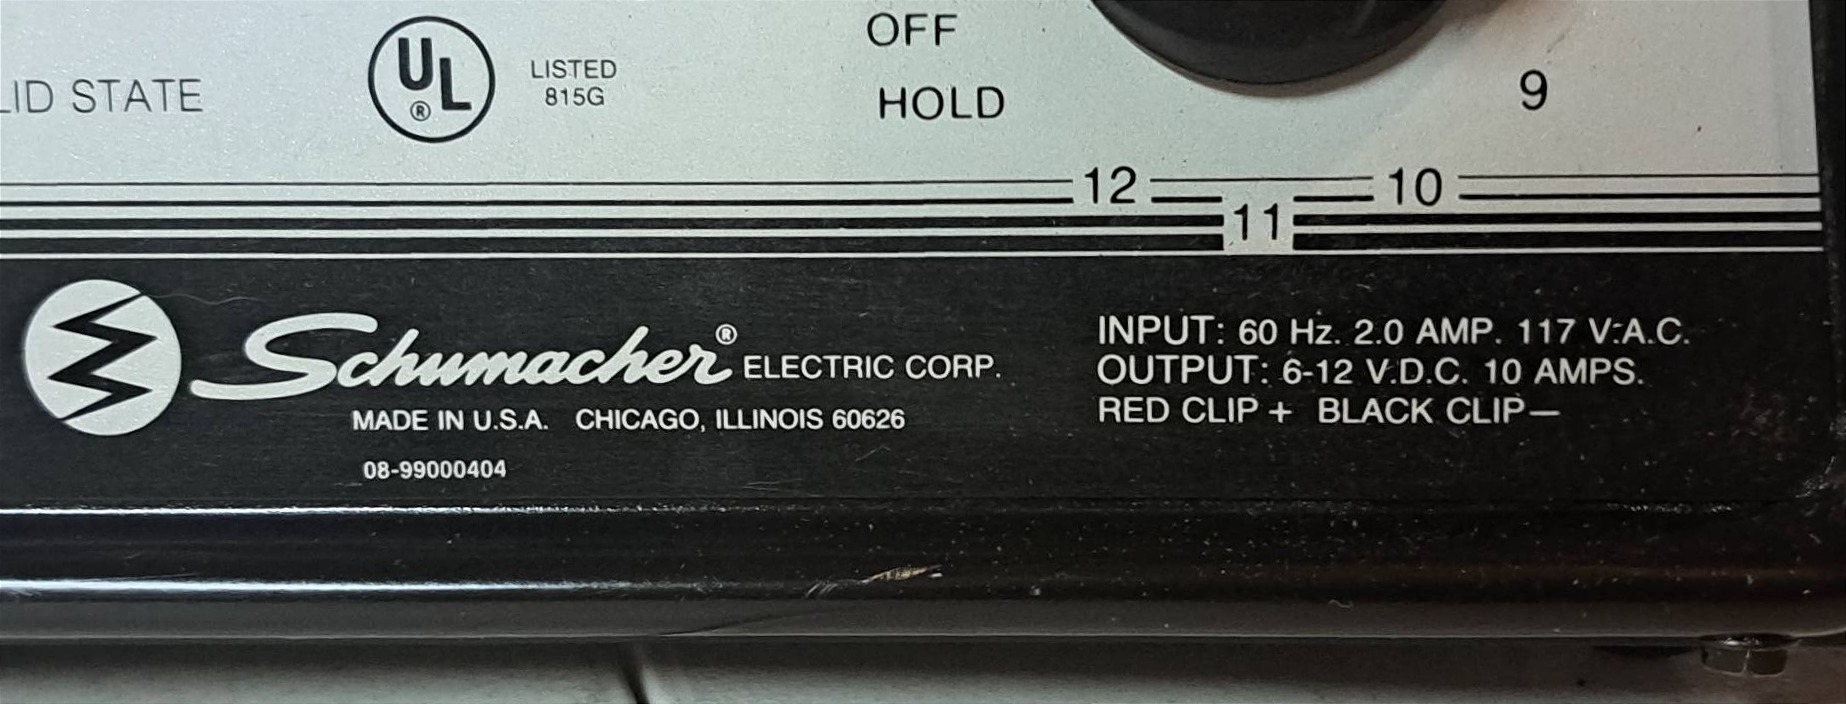 OFF
LID STATE
UL
®
LISTED
815G
HOLD
9
12
10
11
Schumacher® ELECTRIC CORP.
MADE IN U.S.A. CHICAGO, ILLINOIS 60626
08-99000404
INPUT: 60 Hz. 2.0 AMP. 117 V.A.C.
OUTPUT: 6-12 V.D.C. 10 AMPS.
RED CLIP + BLACK CLIP—